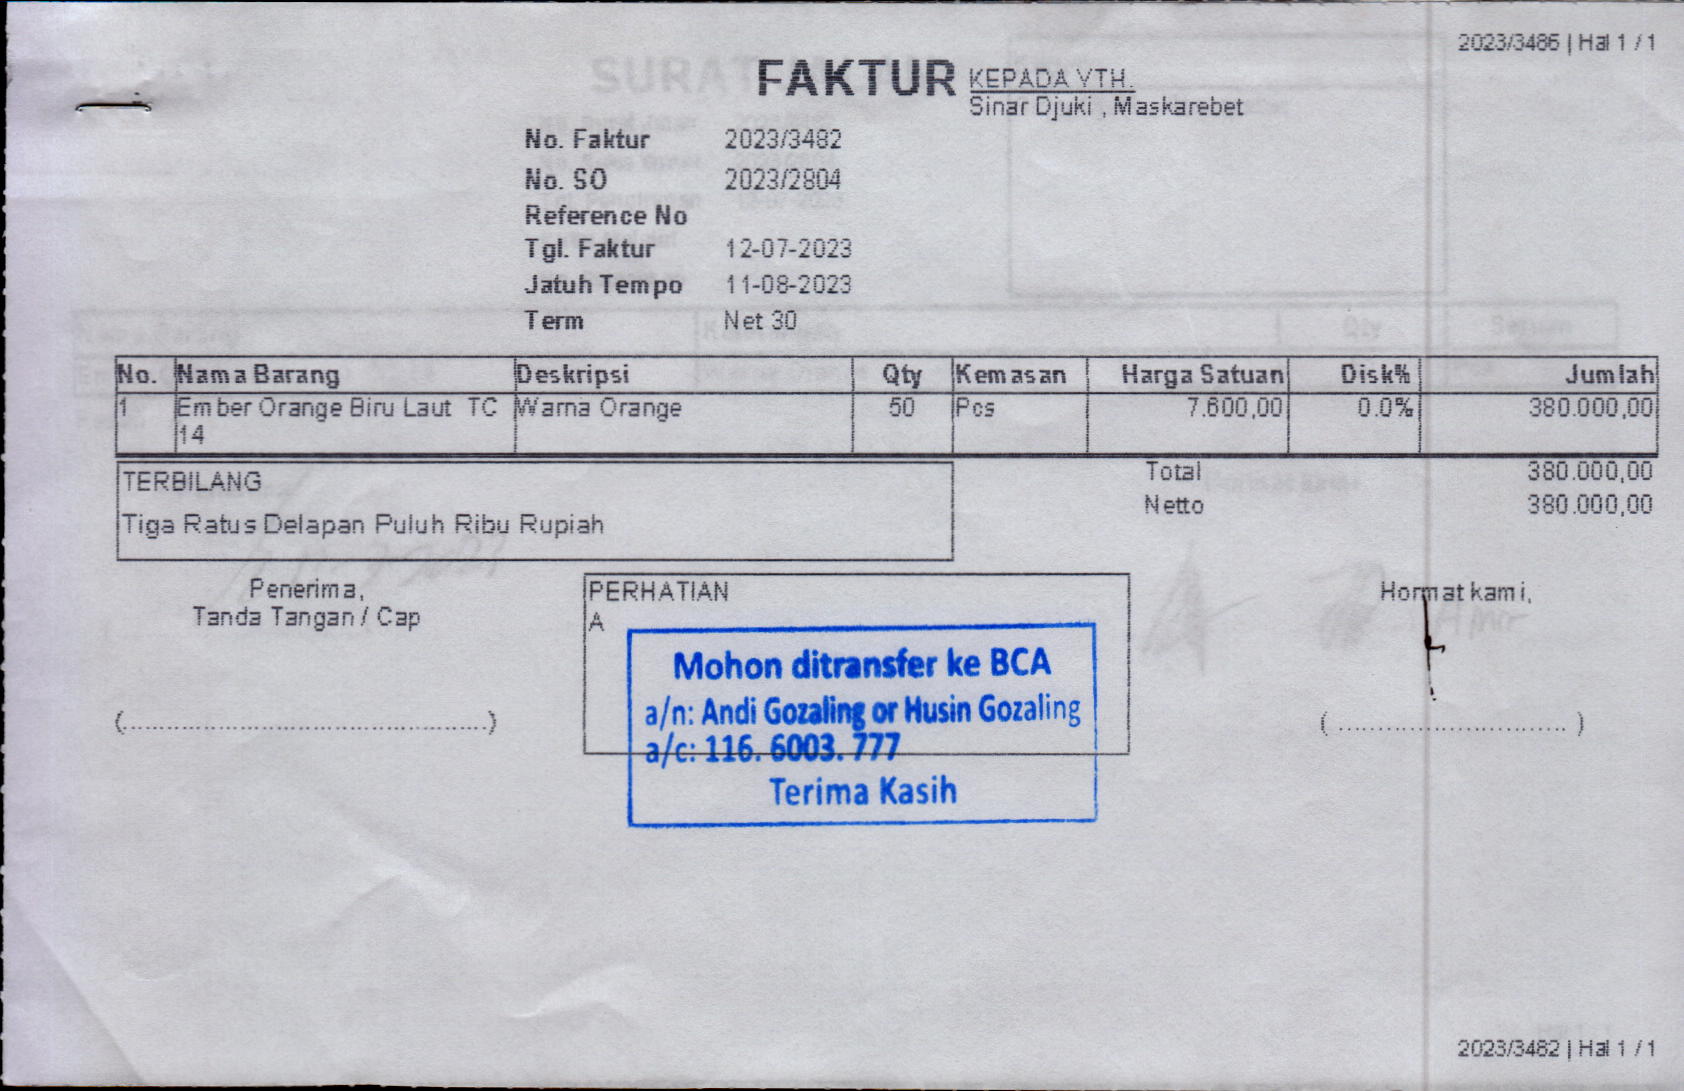 2023/3486 | Hal 1 / 1
FAKTUR
KEPADA YTH.
Sinar Djuki , Maskarebet
No. Faktur 2023/3482
No. SO 2023/2804
Reference No
Tgl. Faktur 12-07-2023
Jatuh Tempo 11-08-2023
Term Net 30
No. Nama Barang Deskripsi Qty Kemasan Harga Satuan Disk% Jumlah
1 Ember Orange Biru Laut TC Warna Orange 50 Pcs 7.600,00 0.0% 380.000,00
14
TERBILANG Total 380.000,00
Netto 380.000,00
Tiga Ratus Delapan Puluh Ribu Rupiah
Penerima, PERHATIAN Hormat kami,
Tanda Tangan / Cap A
Mohon ditransfer ke BCA
a/n: Andi Gozaling or Husin Gozaling
a/c: 116. 6003. 777
Terima Kasih
2023/3482 | Hal 1 / 1